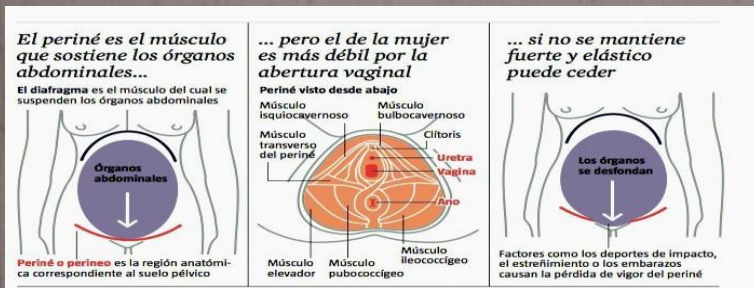 El periné es el músculo
que sostiene los órganos
abdominales...
El diafragma es el músculo del cual se
suspenden los órganos abdominales
Órganos
abdominales
Periné o perineo es la región anatómi-
ca correspondiente al suelo pélvico
... pero el de la mujer
es más débil por la
abertura vaginal
Periné visto desde abajo
Músculo
isquiocavernoso
Músculo
bulbocavernoso
Músculo
transverso
del periné
Clítoris
Uretra
Vagina
Ano
Músculo
elevador
Músculo
pubococcígeo
Músculo
ileococcígeo
... si no se mantiene
fuerte y elástico
puede ceder
Los órganos
se desfondan
Factores como los deportes de impacto,
el estreñimiento o los embarazos
causan la pérdida de vigor del periné